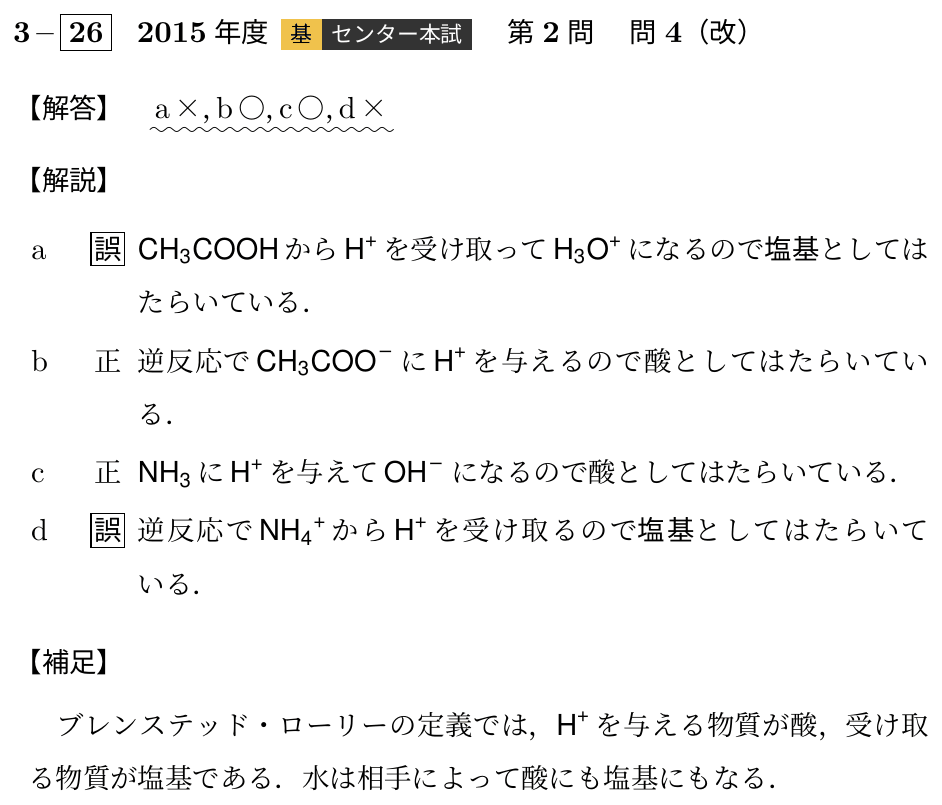 3－26 2015 年度 基 センター本試 第 2 問 問 4（改）
【解答】 a ×, b ○, c ○, d ×
【解説】
a 誤 CH₃COOH から H⁺ を受け取って H₃O⁺ になるので塩基としては
たらいている．
b 正 逆反応で CH₃COO⁻ に H⁺ を与えるので酸としてはたらいてい
る．
c 正 NH₃ に H⁺ を与えて OH⁻ になるので酸としてはたらいている．
d 誤 逆反応で NH₄⁺ から H⁺ を受け取るので塩基としてはたらいて
いる．
【補足】
ブレンステッド・ローリーの定義では，H⁺ を与える物質が酸，受け取
る物質が塩基である．水は相手によって酸にも塩基にもなる．